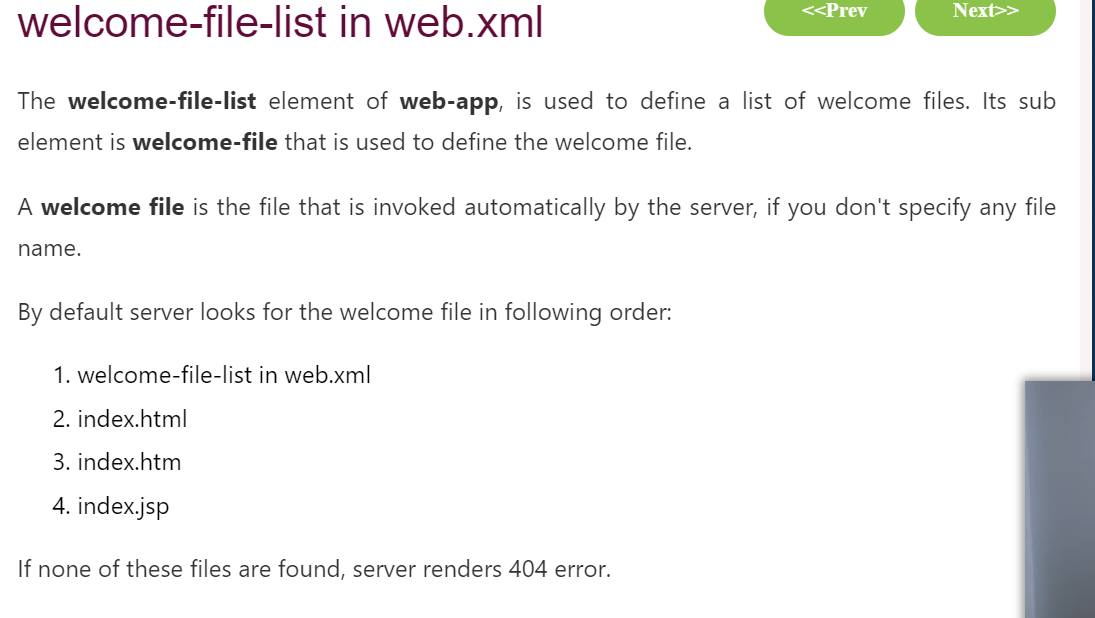 welcome-file-list in web.xml
<<Prev
Next>>
The welcome-file-list element of web-app, is used to define a list of welcome files. Its sub
element is welcome-file that is used to define the welcome file.
A welcome file is the file that is invoked automatically by the server, if you don't specify any file
name.
By default server looks for the welcome file in following order:
1. welcome-file-list in web.xml
2. index.html
3. index.htm
4. index.jsp
If none of these files are found, server renders 404 error.